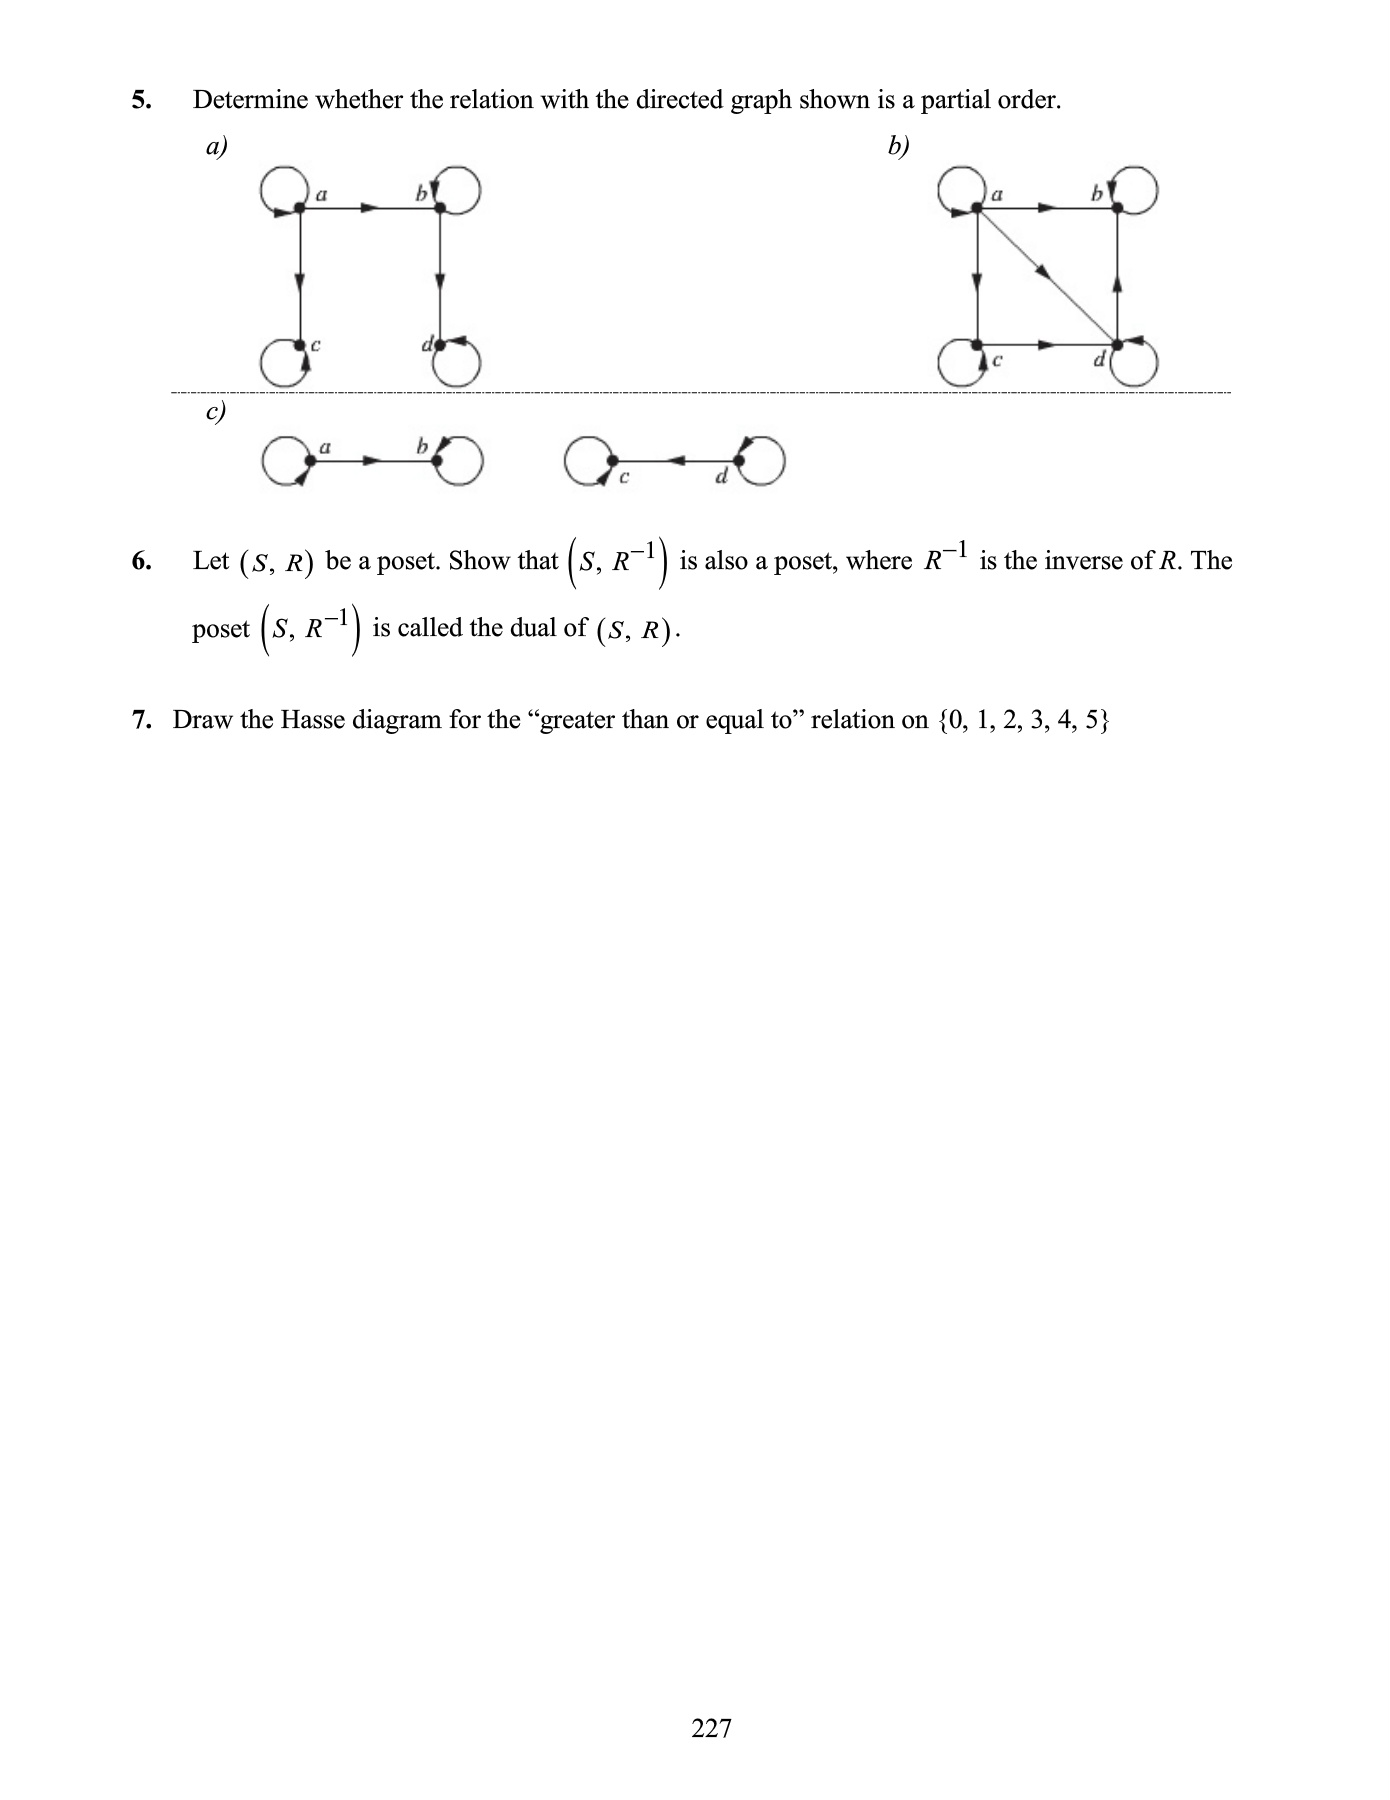 5. Determine whether the relation with the directed graph shown is a partial order.
a) b)
a b a b
c d c d
c)
a b c d
6. Let (S, R) be a poset. Show that (S, R⁻¹) is also a poset, where R⁻¹ is the inverse of R. The
poset (S, R⁻¹) is called the dual of (S, R).
7. Draw the Hasse diagram for the “greater than or equal to” relation on {0, 1, 2, 3, 4, 5}
227